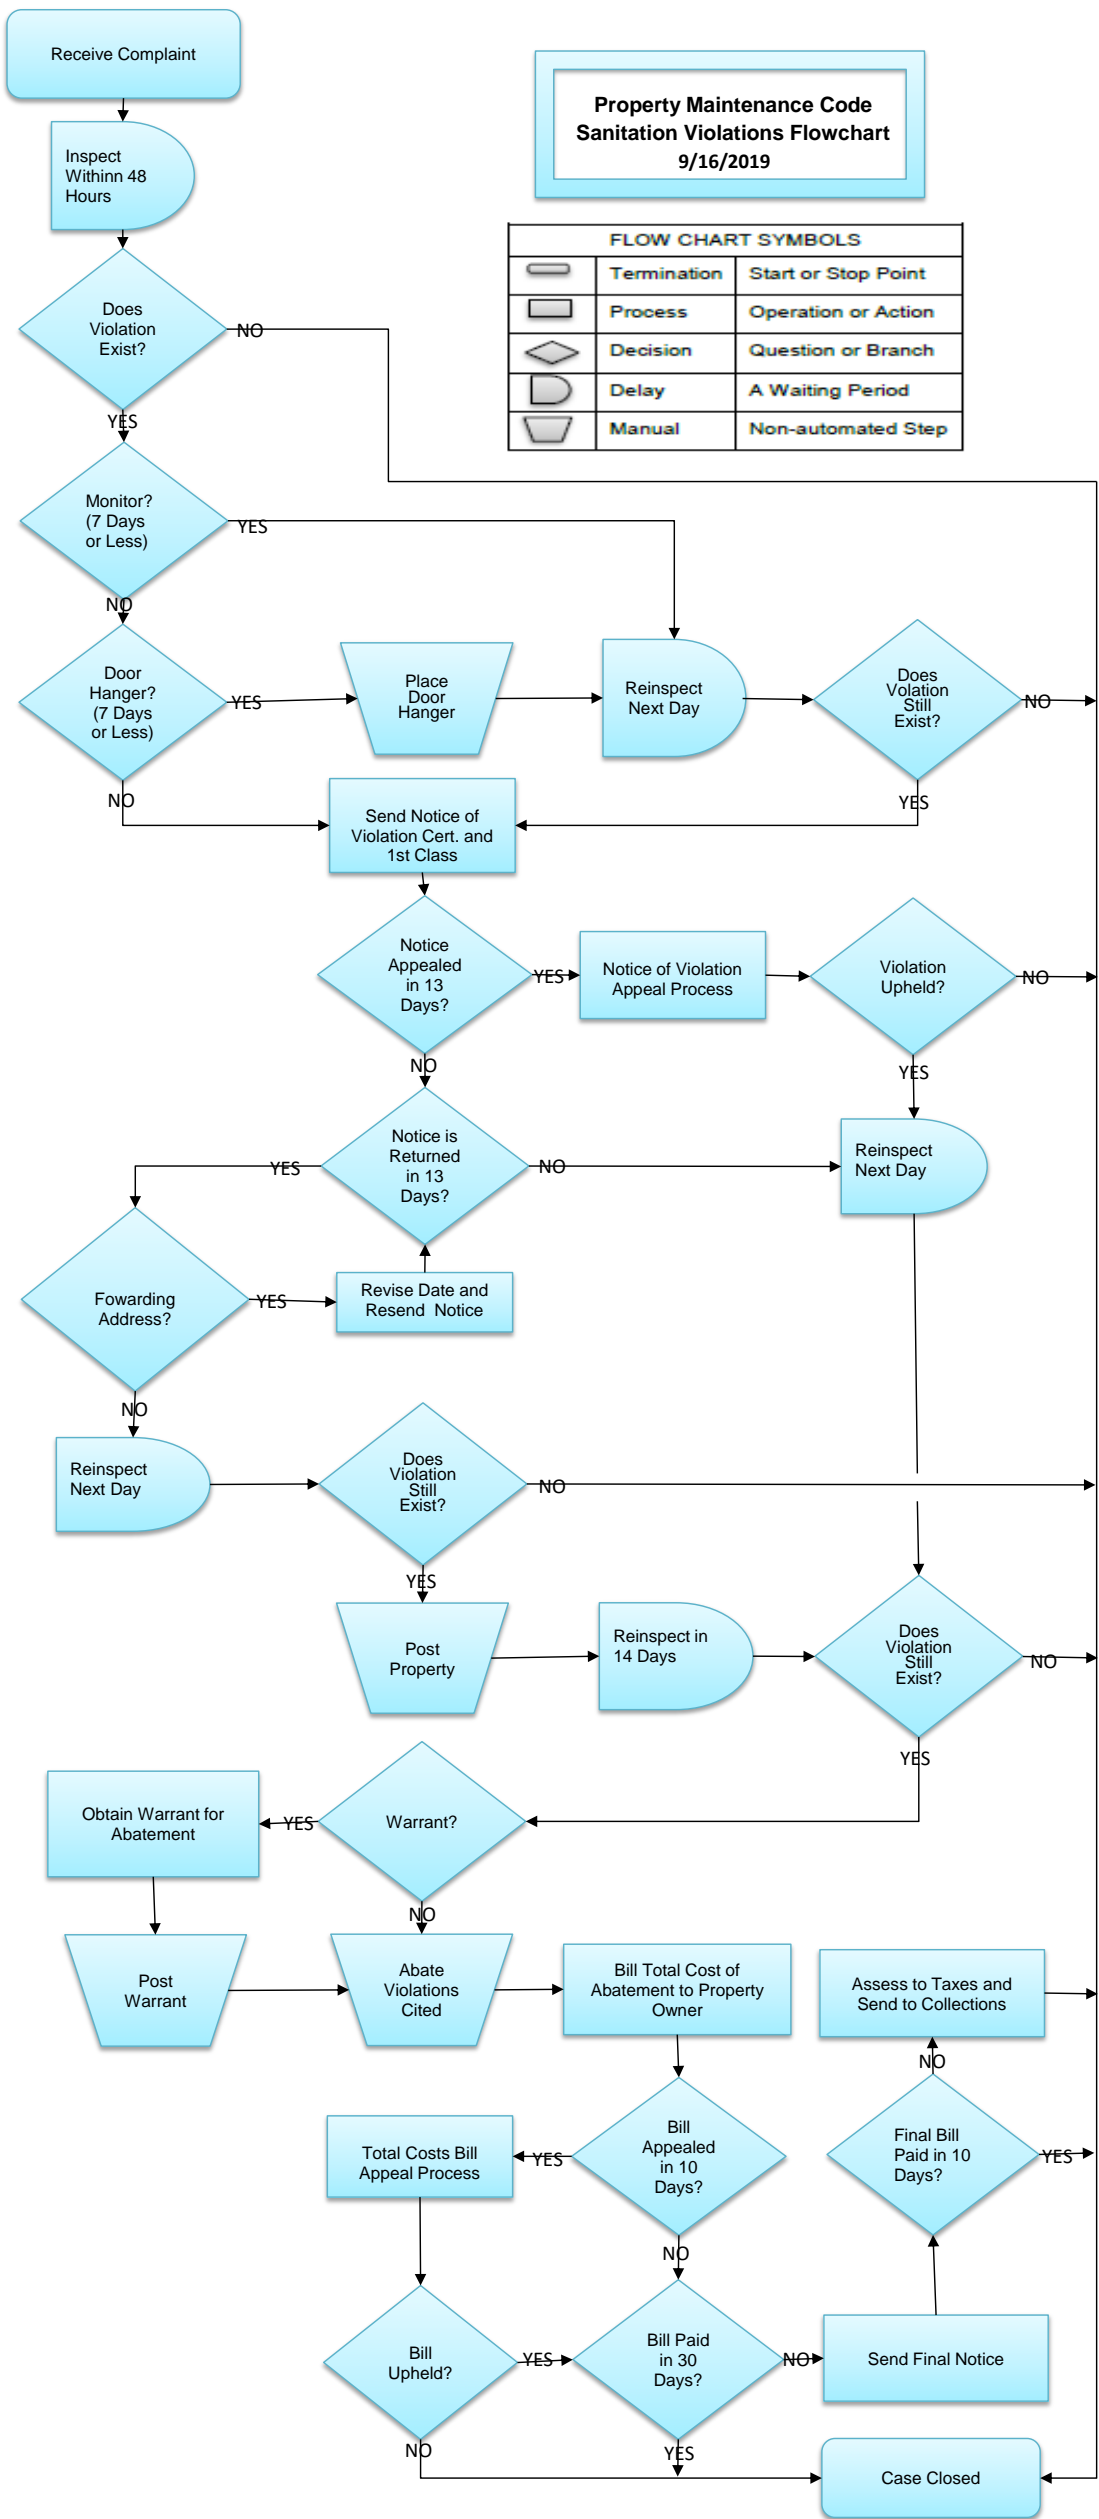 Receive Complaint
Property Maintenance Code
Sanitation Violations Flowchart
9/16/2019
Inspect
Withinn 48
Hours
FLOW CHART SYMBOLS
Termination Start or Stop Point
Process Operation or Action
Decision Question or Branch
Delay A Waiting Period
Manual Non-automated Step
Does
Violation
Exist?
NO
YES
Monitor?
(7 Days
or Less)
YES
NO
Door
Hanger?
(7 Days
or Less)
YES
Place
Door
Hanger
Reinspect
Next Day
Does
Volation
Still
Exist?
NO
NO
YES
Send Notice of
Violation Cert. and
1st Class
Notice
Appealed
in 13
Days?
YES
Notice of Violation
Appeal Process
Violation
Upheld?
NO
NO
YES
Notice is
Returned
in 13
Days?
YES
NO
Reinspect
Next Day
Fowarding
Address?
YES
Revise Date and
Resend Notice
NO
Reinspect
Next Day
Does
Violation
Still
Exist?
NO
YES
Post
Property
Reinspect in
14 Days
Does
Violation
Still
Exist?
NO
YES
Obtain Warrant for
Abatement
YES
Warrant?
NO
Post
Warrant
Abate
Violations
Cited
Bill Total Cost of
Abatement to Property
Owner
Assess to Taxes and
Send to Collections
NO
Total Costs Bill
Appeal Process
YES
Bill
Appealed
in 10
Days?
Final Bill
Paid in 10
Days?
YES
NO
Bill
Upheld?
YES
Bill Paid
in 30
Days?
NO
Send Final Notice
NO
YES
Case Closed